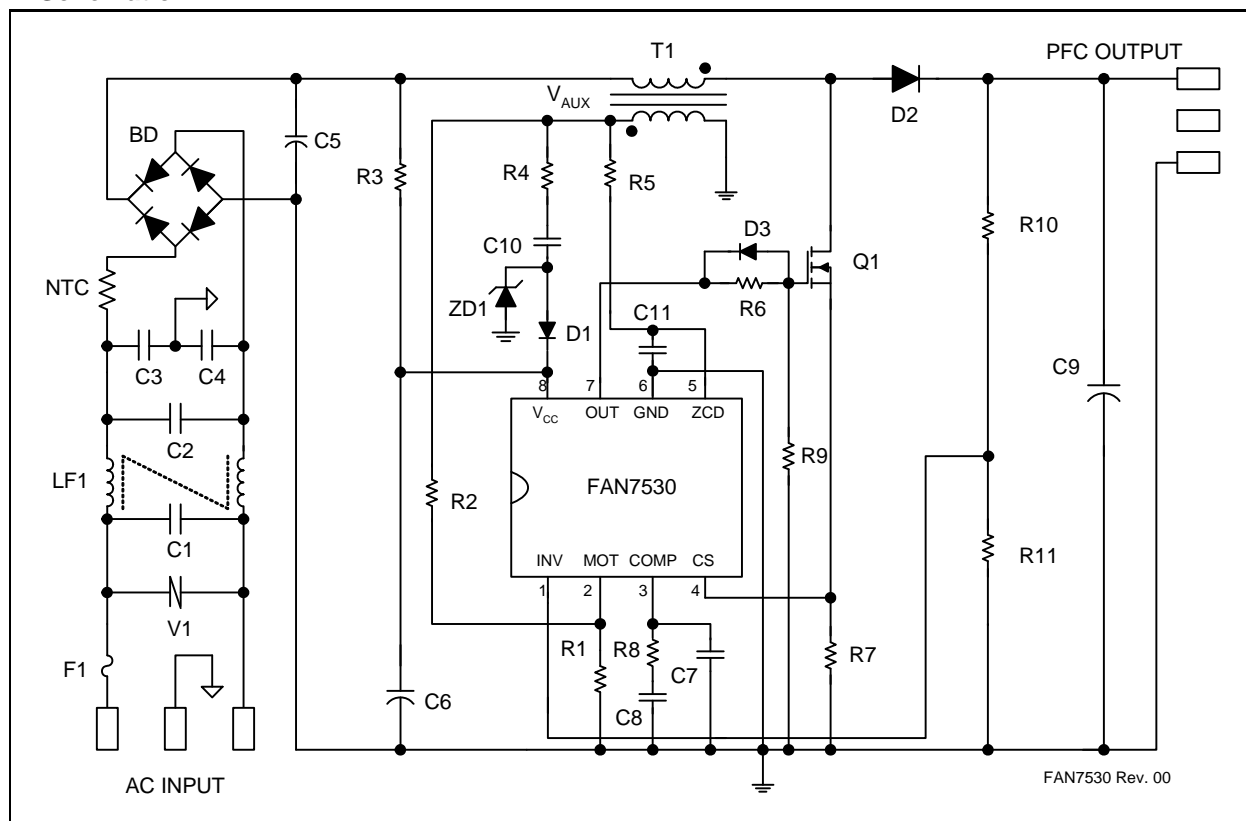 T1
PFC OUTPUT
V_AUX
D2
BD
C5
R3
R4
R5
R10
D3
C10
Q1
NTC
ZD1
R6
C11
D1
C3
C4
C9
8
7
6
5
V_CC
OUT
GND
ZCD
C2
R9
LF1
FAN7530
R2
C1
R11
INV
MOT
COMP
CS
1
2
3
4
V1
R1
R8
R7
F1
C7
C6
C8
AC INPUT
FAN7530 Rev. 00